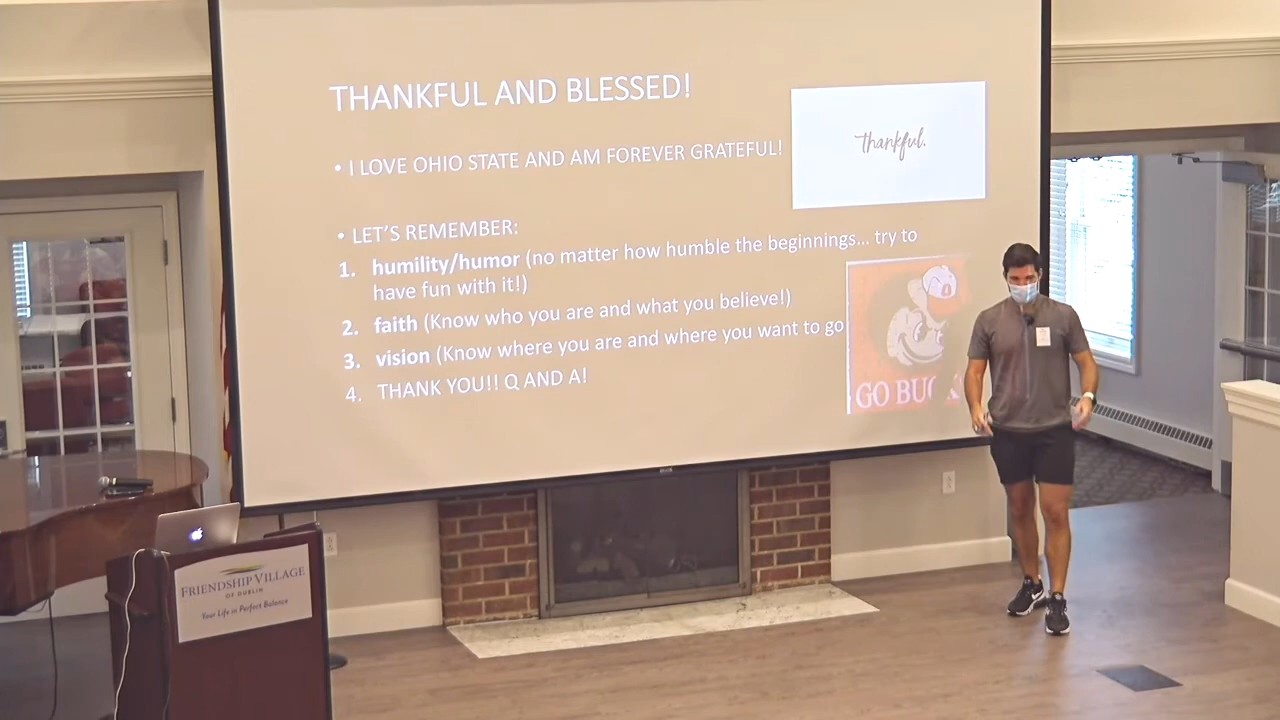 THANKFUL AND BLESSED!
• I LOVE OHIO STATE AND AM FOREVER GRATEFUL!
thankful.
• LET'S REMEMBER:
1. humility/humor (no matter how humble the beginnings... try to
have fun with it!)
2. faith (Know who you are and what you believe!)
3. vision (Know where you are and where you want to go
4. THANK YOU!! Q AND A!
GO BUCK
FRIENDSHIP VILLAGE
OF DUBLIN
Your Life in Perfect Balance